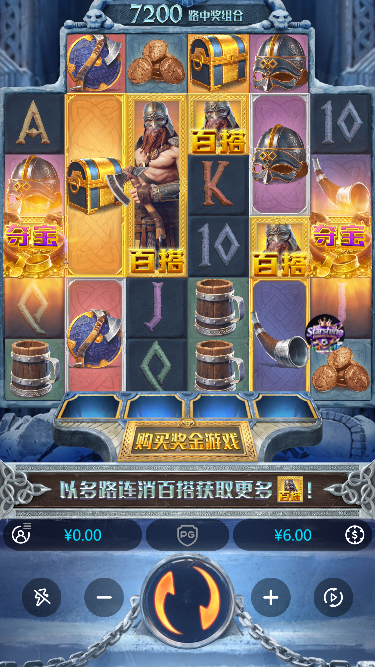 7200 路中奖组合
A
10
百搭
K
夺宝
夺宝
10
百搭
百搭
Q
J
J
Starshine
Q
购买奖金游戏
以多路连消百搭获取更多 百搭 !
¥0.00 PG ¥6.00